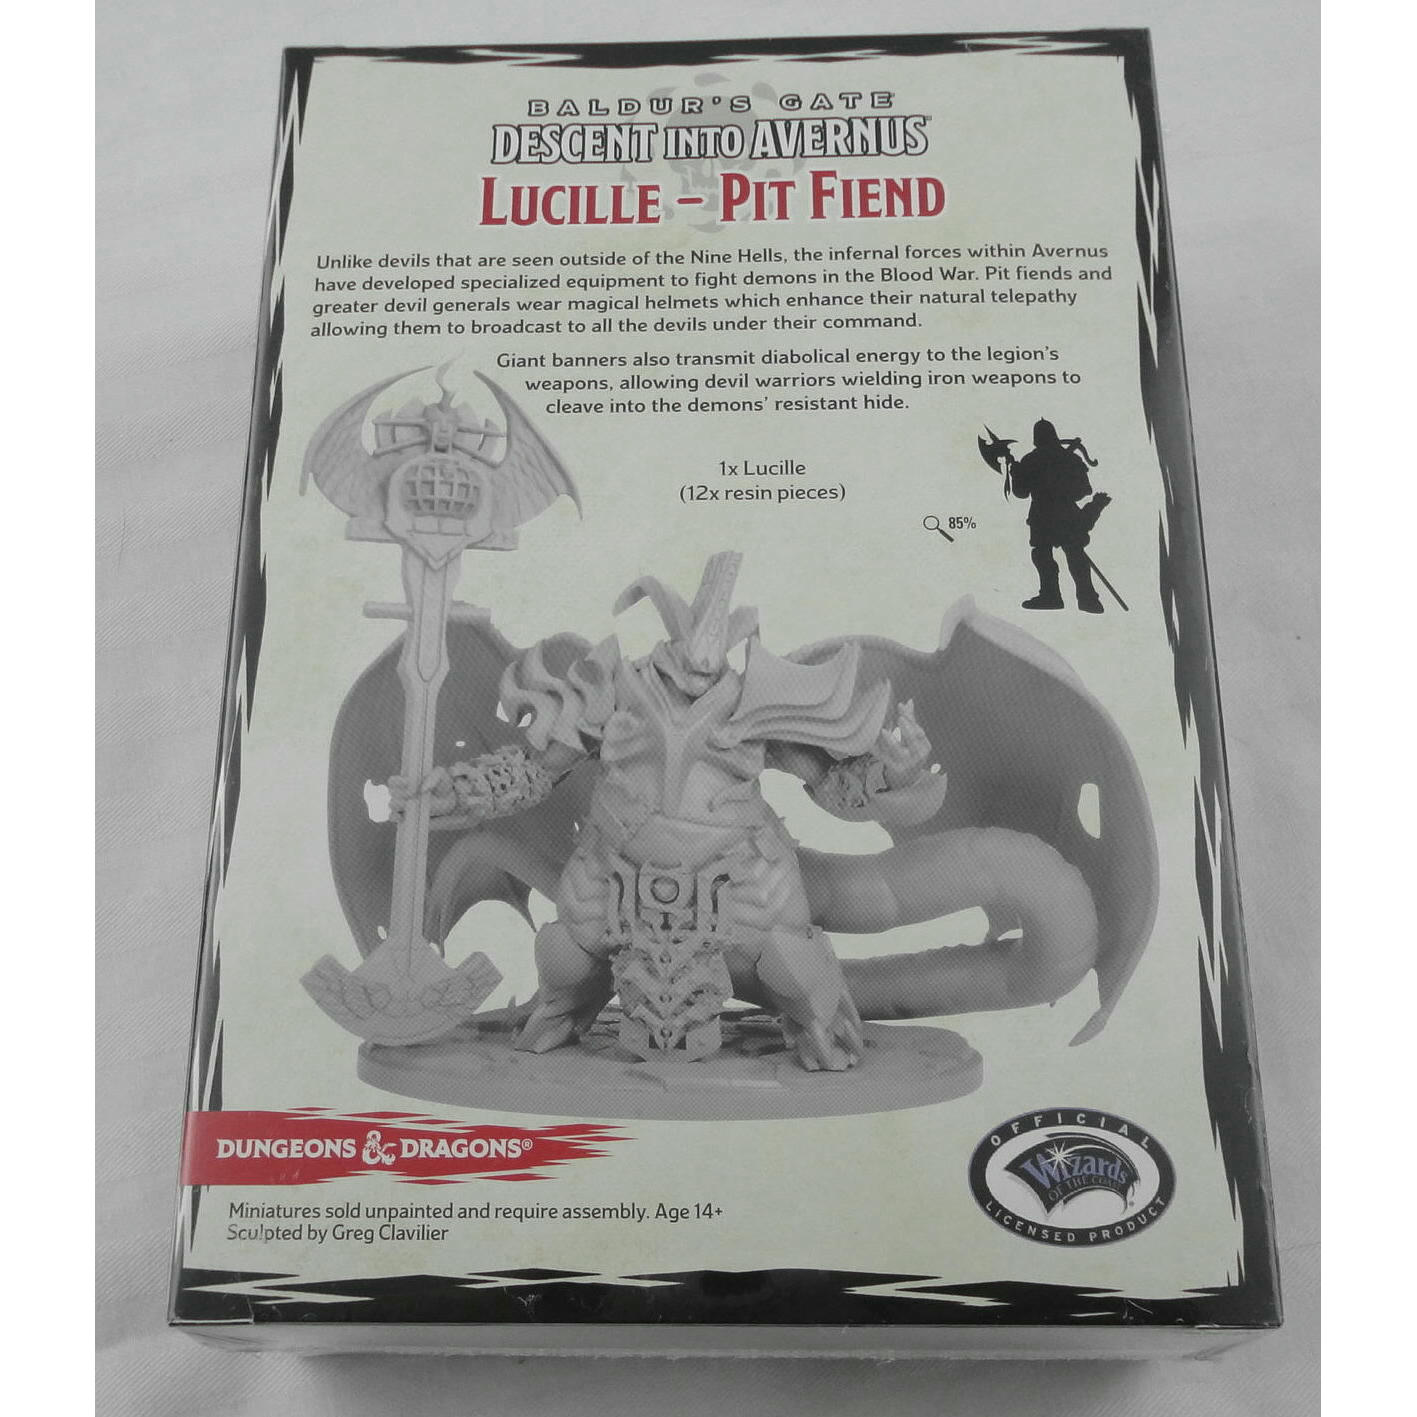 BALDUR'S GATE
DESCENT INTO AVERNUS™
LUCILLE – PIT FIEND
Unlike devils that are seen outside of the Nine Hells, the infernal forces within Avernus
have developed specialized equipment to fight demons in the Blood War. Pit fiends and
greater devil generals wear magical helmets which enhance their natural telepathy
allowing them to broadcast to all the devils under their command.
Giant banners also transmit diabolical energy to the legion's
weapons, allowing devil warriors wielding iron weapons to
cleave into the demons' resistant hide.
1x Lucille
(12x resin pieces)
85%
DUNGEONS & DRAGONS®
Miniatures sold unpainted and require assembly. Age 14+
Sculpted by Greg Clavilier
OFFICIAL
Wizards
OF THE COAST
LICENSED PRODUCT